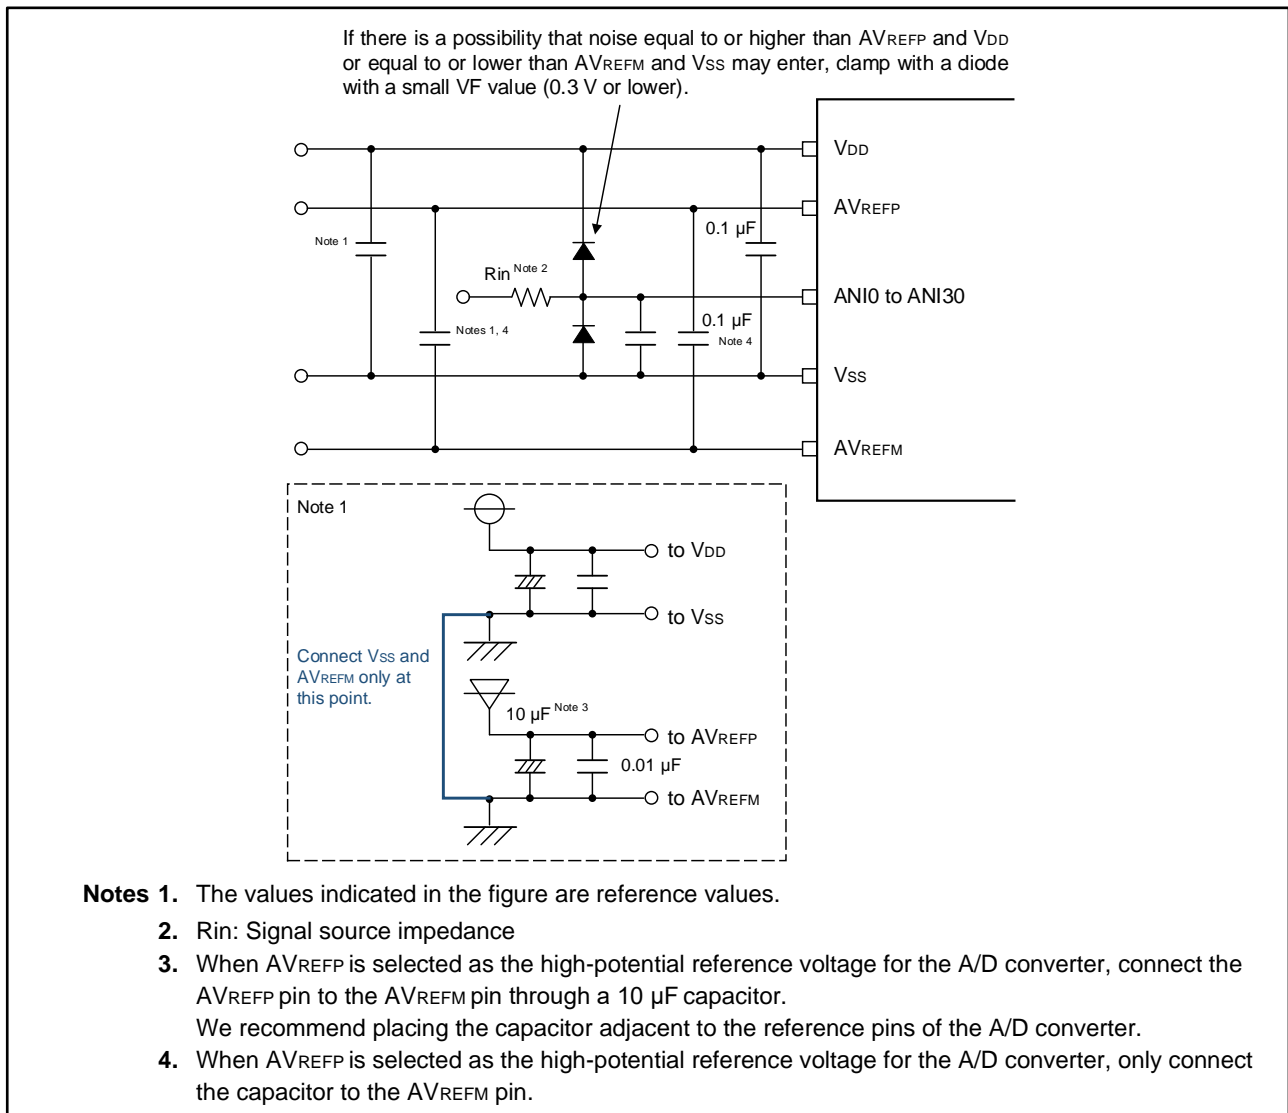 If there is a possibility that noise equal to or higher than AVREFP and VDD
or equal to or lower than AVREFM and VSS may enter, clamp with a diode
with a small VF value (0.3 V or lower).
VDD
AVREFP
0.1 µF
Note 1
Rin Note 2
ANI0 to ANI30
Notes 1, 4
0.1 µF
Note 4
VSS
AVREFM
Note 1
to VDD
to VSS
Connect VSS and
AVREFM only at
this point.
10 µF Note 3
to AVREFP
0.01 µF
to AVREFM
Notes 1. The values indicated in the figure are reference values.
2. Rin: Signal source impedance
3. When AVREFP is selected as the high-potential reference voltage for the A/D converter, connect the
AVREFP pin to the AVREFM pin through a 10 µF capacitor.
We recommend placing the capacitor adjacent to the reference pins of the A/D converter.
4. When AVREFP is selected as the high-potential reference voltage for the A/D converter, only connect
the capacitor to the AVREFM pin.